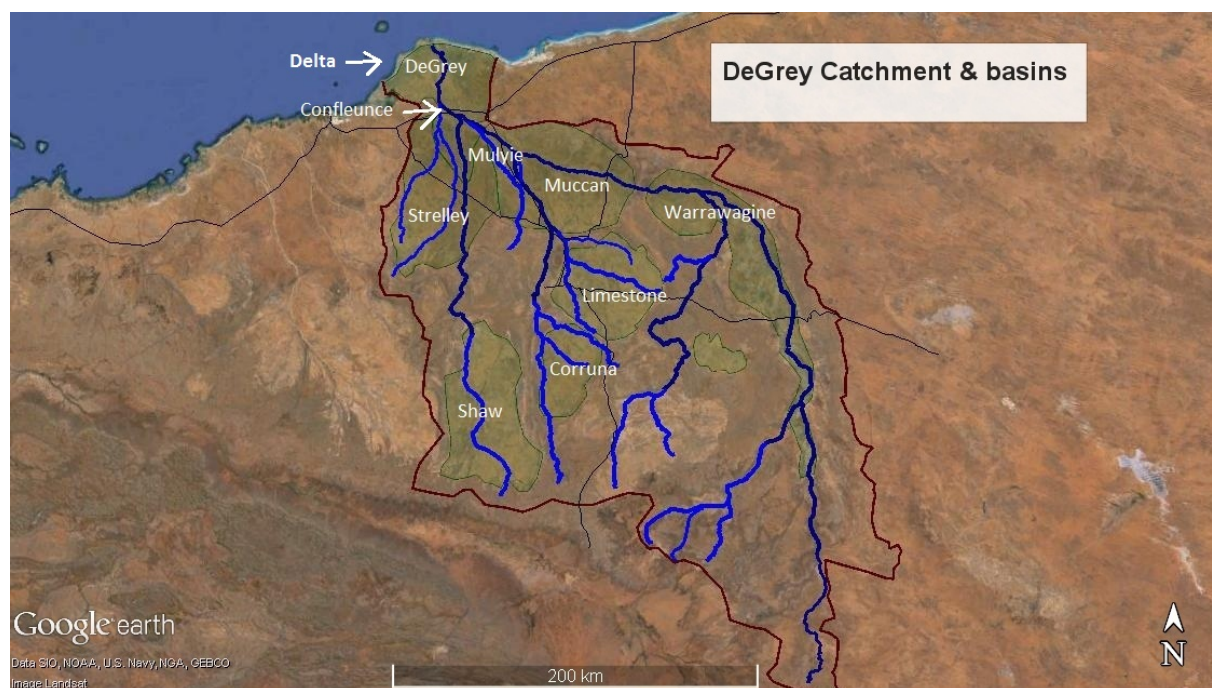 DeGrey Catchment & basins
Delta
DeGrey
Confleunce
Mulyie
Muccan
Strelley
Warrawagine
Limestone
Corruna
Shaw
Google earth
Data SIO, NOAA, U.S. Navy, NGA, GEBCO
Image Landsat
200 km
N